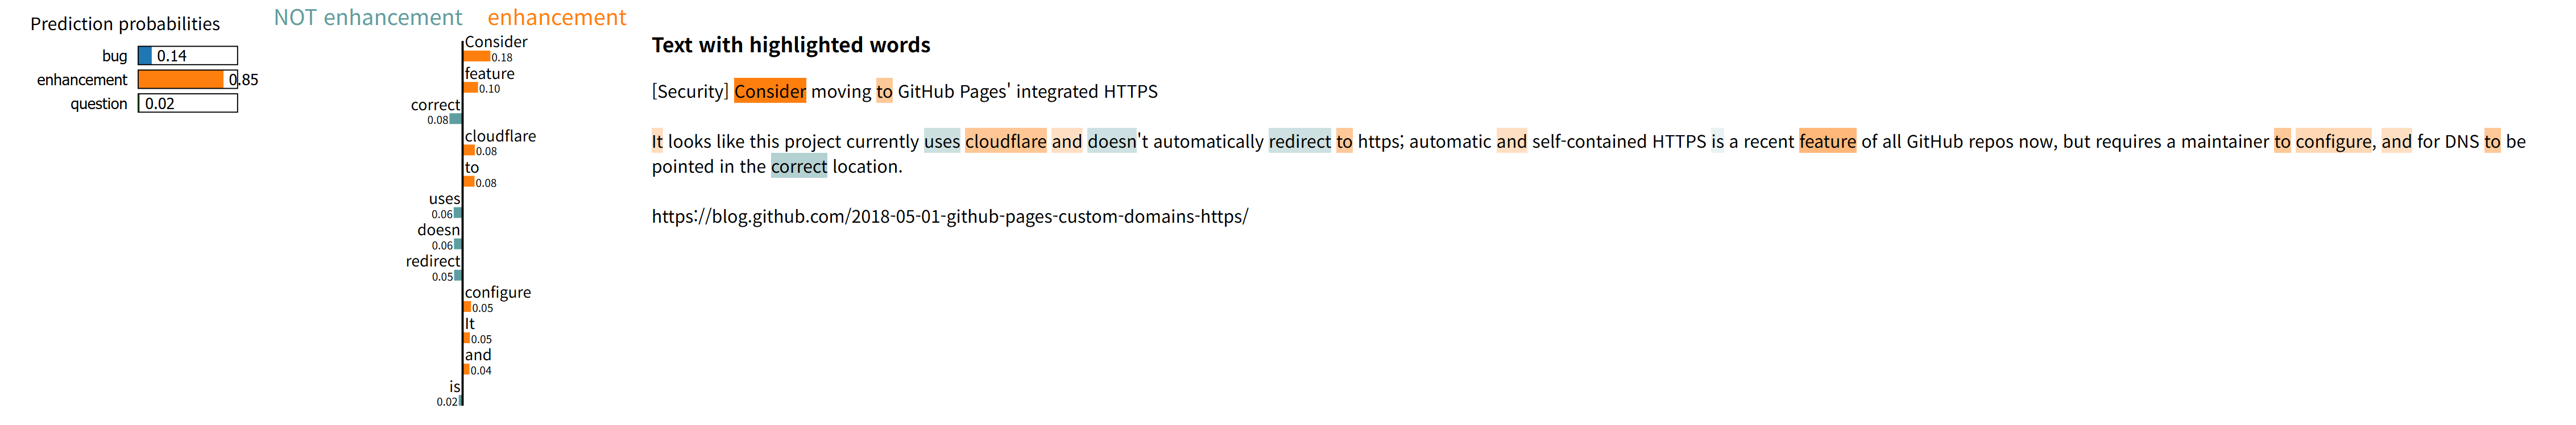 Prediction probabilities
bug 0.14
enhancement 0.85
question 0.02
NOT enhancement enhancement
Consider
0.18
feature
0.10
correct
0.08
cloudflare
0.08
to
0.08
uses
0.06
doesn
0.06
redirect
0.05
configure
0.05
It
0.05
and
0.04
is
0.02
Text with highlighted words
[Security] Consider moving to GitHub Pages' integrated HTTPS
It looks like this project currently uses cloudflare and doesn't automatically redirect to https; automatic and self-contained HTTPS is a recent feature of all GitHub repos now, but requires a maintainer to configure, and for DNS to be
pointed in the correct location.
https://blog.github.com/2018-05-01-github-pages-custom-domains-https/